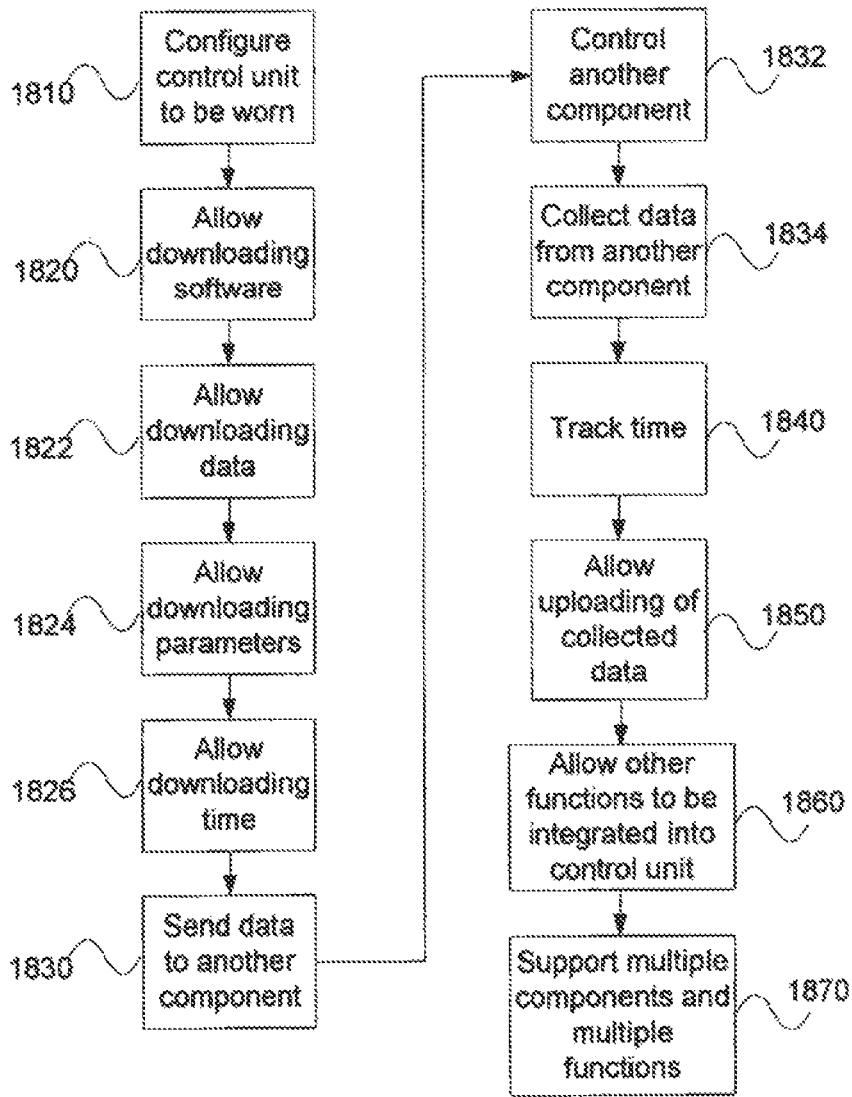 1810
Configure
control unit
to be worn
1820
Allow
downloading
software
1822
Allow
downloading
data
1824
Allow
downloading
parameters
1826
Allow
downloading
time
1830
Send data
to another
component
Control
another
component
1832
Collect data
from another
component
1834
Track time
1840
Allow
uploading of
collected
data
1850
Allow other
functions to be
integrated into
control unit
1860
Support multiple
components and
multiple
functions
1870